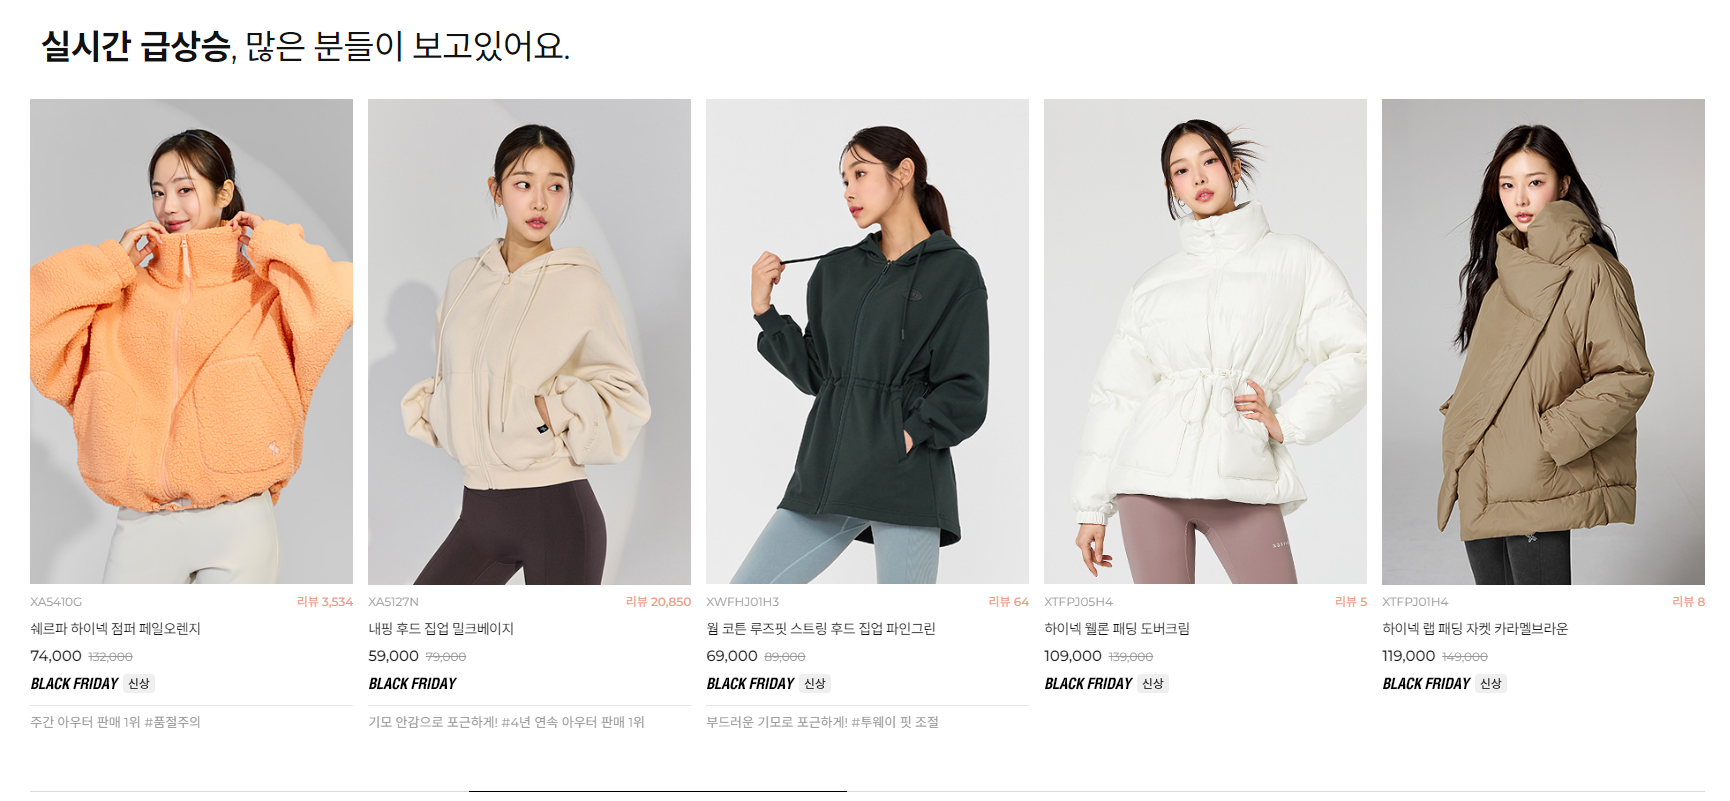 실시간 급상승, 많은 분들이 보고있어요.
XA5410G 리뷰 3,534
쉐르파 하이넥 점퍼 페일오렌지
74,000 132,000
BLACK FRIDAY 신상
주간 아우터 판매 1위 #품절주의
XA5127N 리뷰 20,850
내핑 후드 집업 밀크베이지
59,000 79,000
BLACK FRIDAY
기모 안감으로 포근하게! #4년 연속 아우터 판매 1위
XWFHJ01H3 리뷰 64
웜 코튼 루즈핏 스트링 후드 집업 파인그린
69,000 89,000
BLACK FRIDAY 신상
부드러운 기모로 포근하게! #투웨이 핏 조절
XTFPJ05H4 리뷰 5
하이넥 웰론 패딩 도버크림
109,000 139,000
BLACK FRIDAY 신상
XTFPJ01H4 리뷰 8
하이넥 랩 패딩 자켓 카라멜브라운
119,000 149,000
BLACK FRIDAY 신상